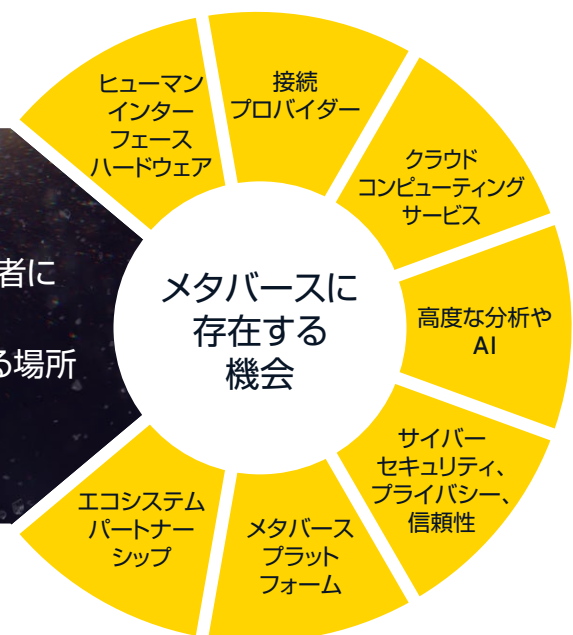 ヒューマン
インター
フェース
ハードウェア
接続
プロバイダー
クラウド
コンピューティング
サービス
高度な分析や
AI
サイバー
セキュリティ、
プライバシー、
信頼性
メタバース
プラット
フォーム
エコシステム
パートナー
シップ
メタバースに
存在する
機会
者に
る場所